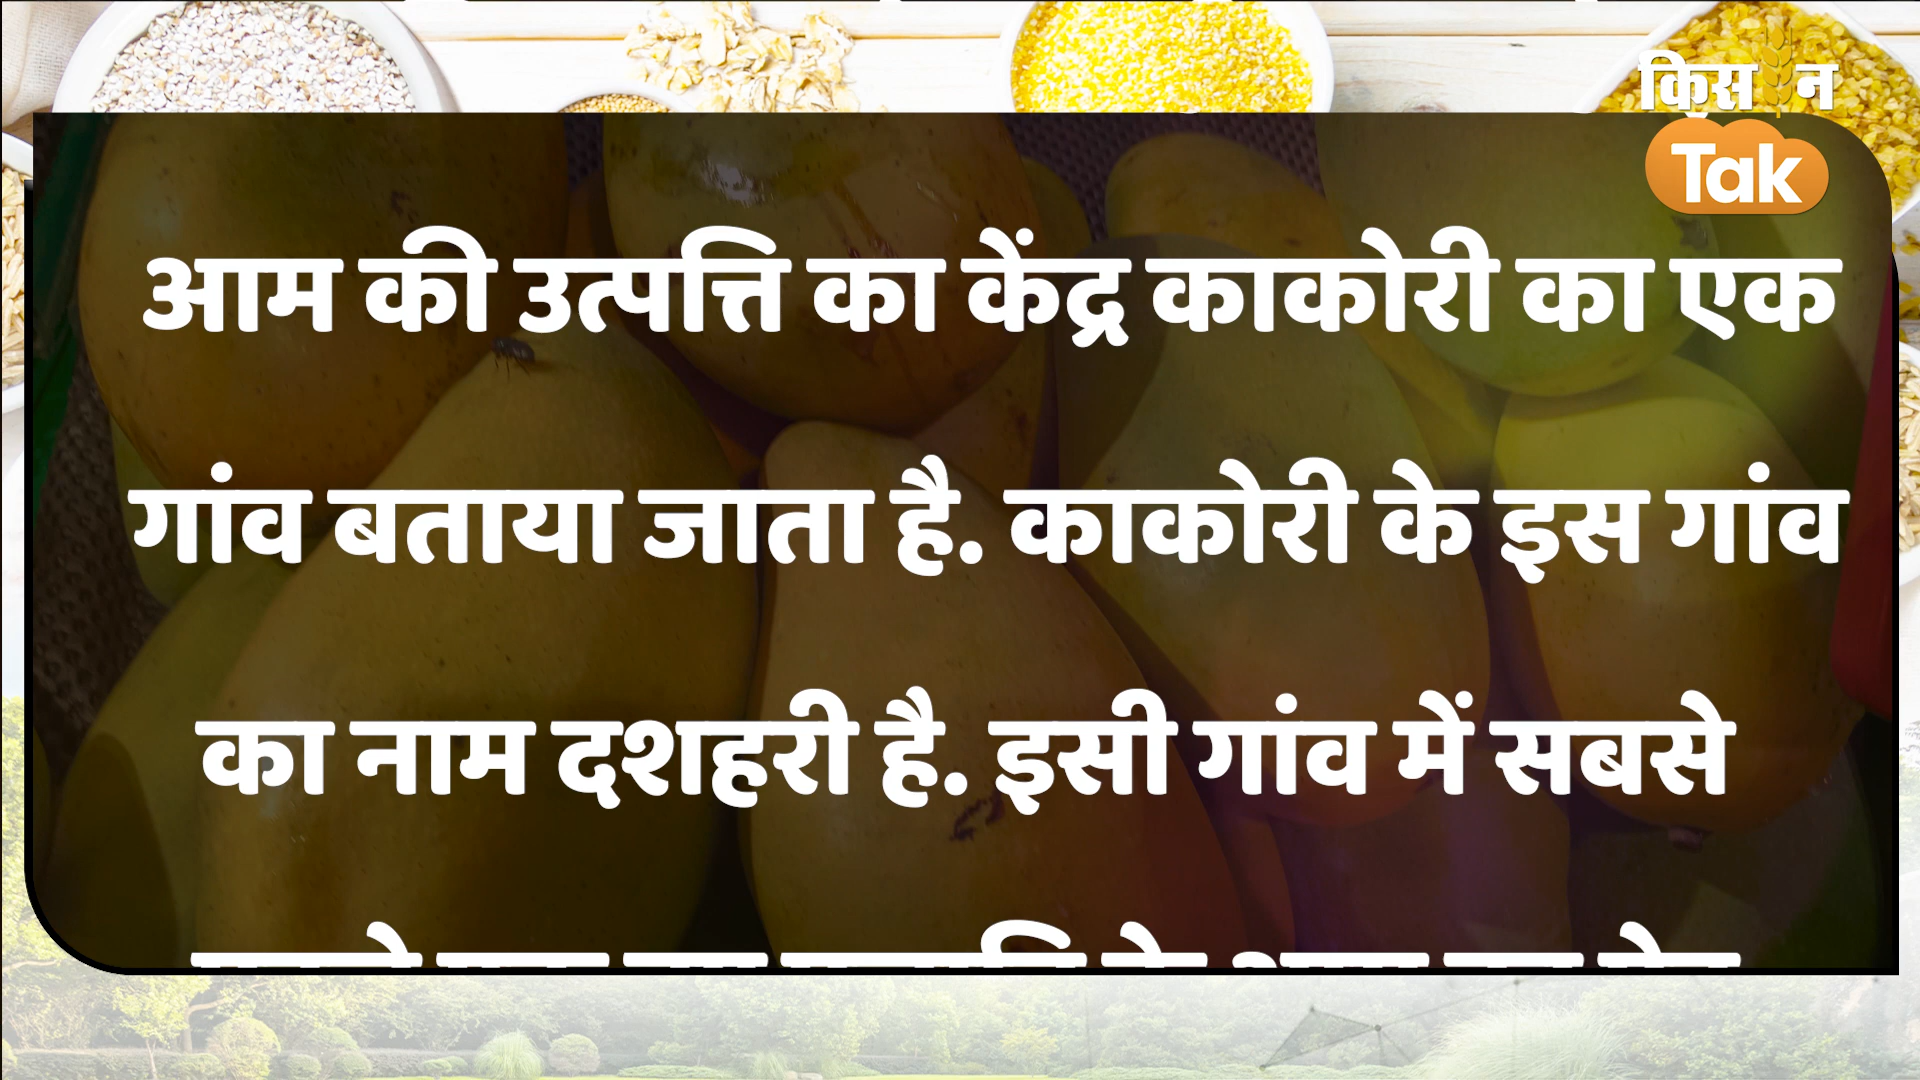 किसान
Tak
आम की उत्पत्ति का केंद्र काकोरी का एक
गांव बताया जाता है. काकोरी के इस गांव
का नाम दशहरी है. इसी गांव में सबसे